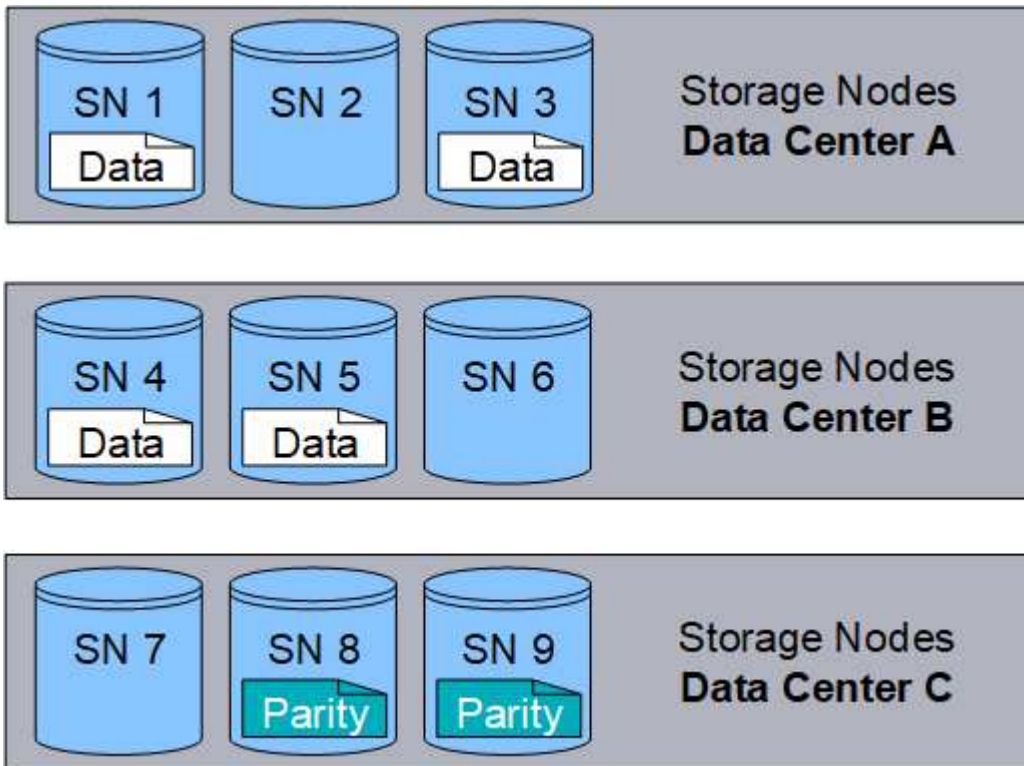 SN 1
SN 2
SN 3
Storage Nodes
Data Center A
Data
Data
SN 4
SN 5
SN 6
Storage Nodes
Data Center B
Data
Data
SN 7
SN 8
SN 9
Storage Nodes
Data Center C
Parity
Parity